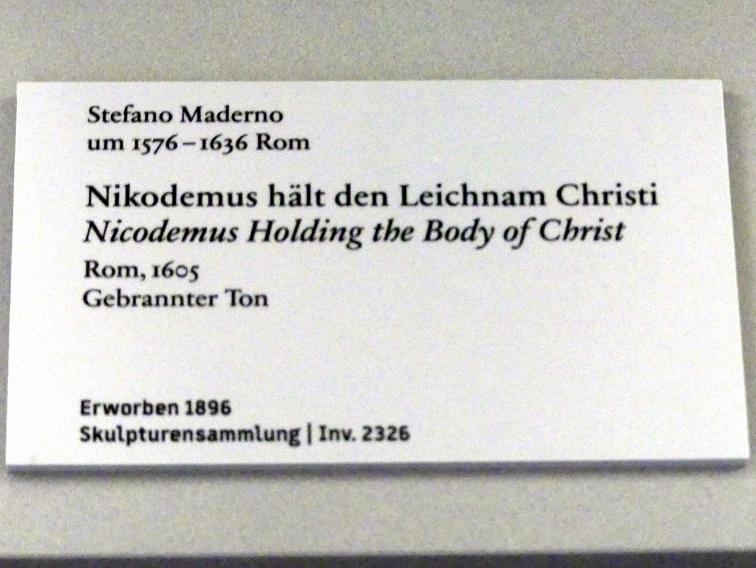 Stefano Maderno
um 1576–1636 Rom
Nikodemus hält den Leichnam Christi
Nicodemus Holding the Body of Christ
Rom, 1605
Gebrannter Ton
Erworben 1896
Skulpturensammlung | Inv. 2326